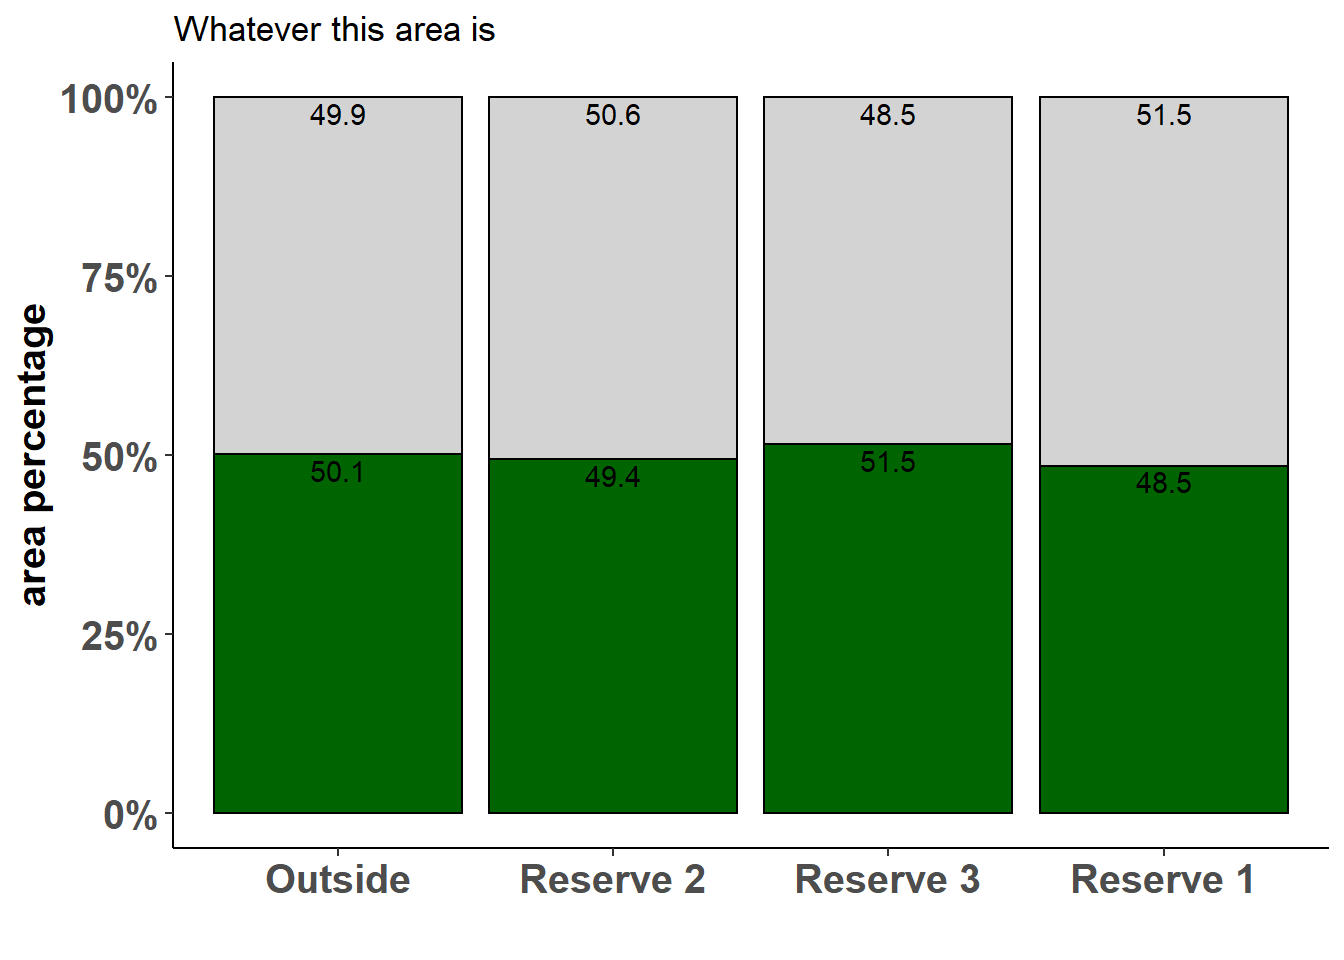 Whatever this area is
100%
75%
50%
25%
0%
area percentage
49.9
50.6
48.5
51.5
50.1
49.4
51.5
48.5
Outside
Reserve 2
Reserve 3
Reserve 1